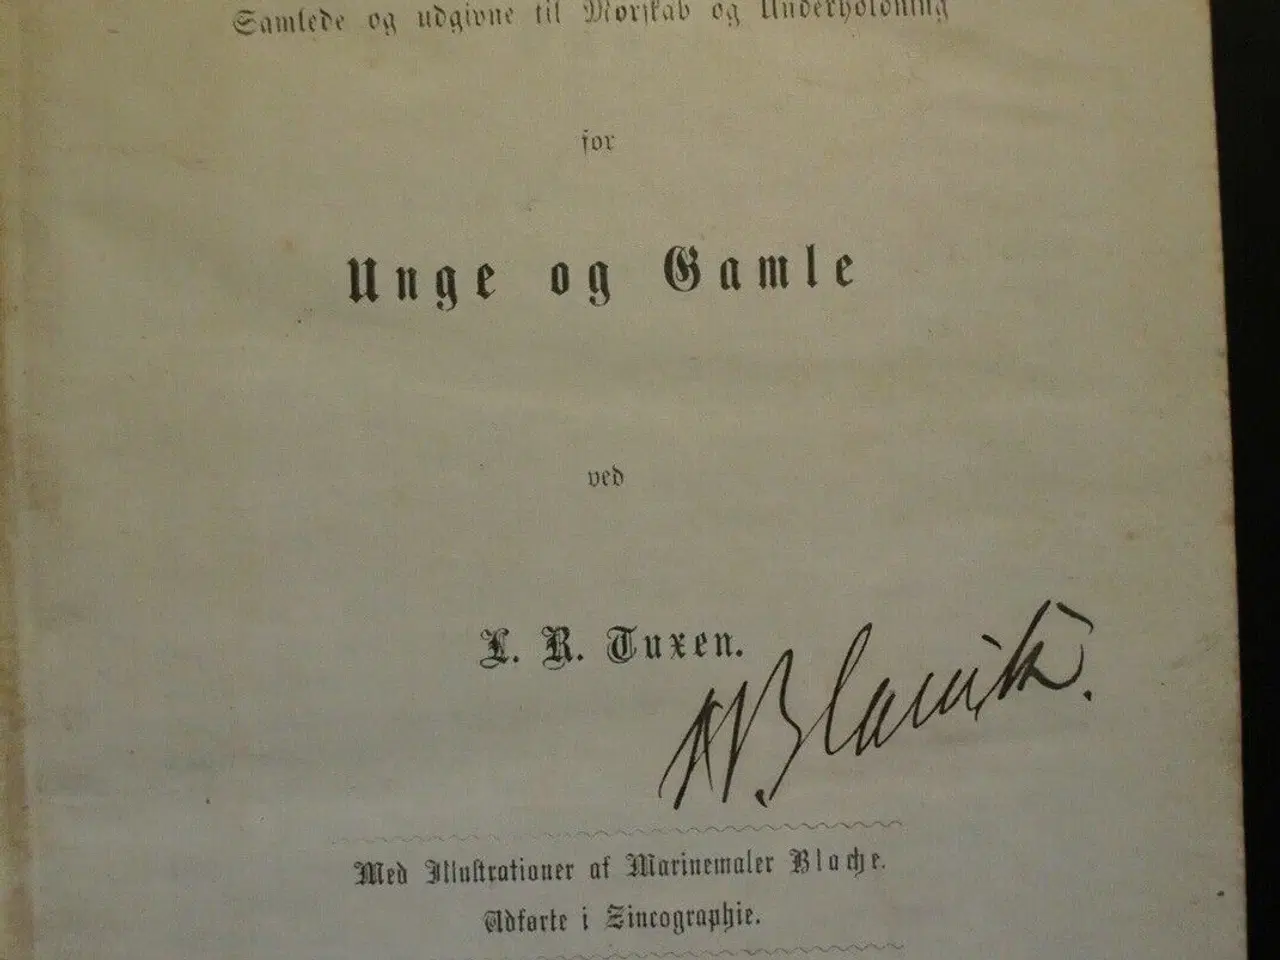 Samlede og udgivne til Morskab og Underholdning
for
Unge og Gamle
ved
L. R. Tuxen.
Med Illustrationer af Marinemaler Blache.
Udførte i Zincographie.